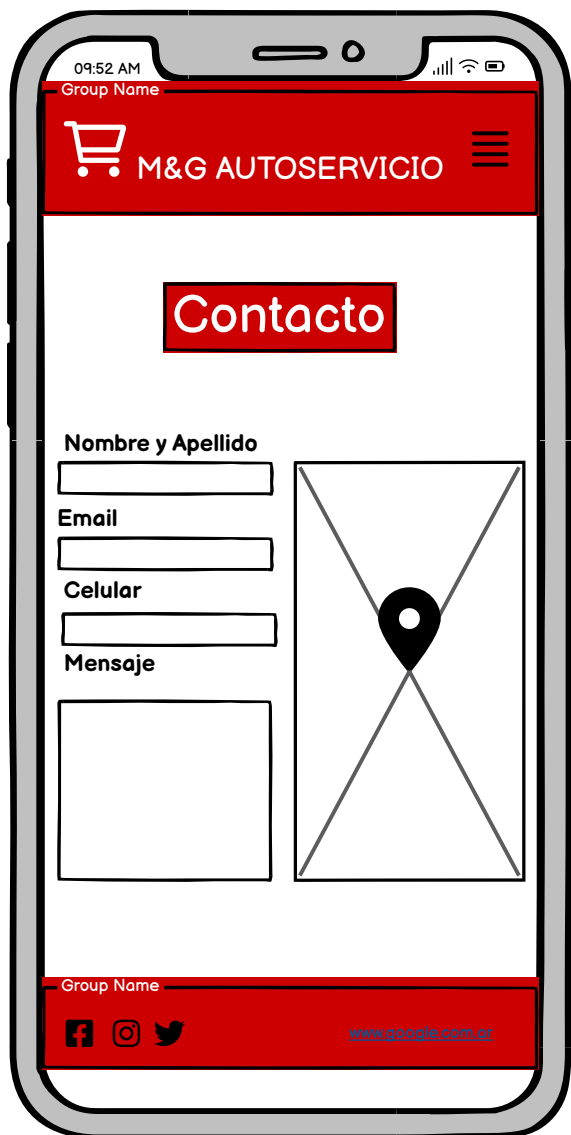 09:52 AM
Group Name
M&G AUTOSERVICIO
Contacto
Nombre y Apellido
Email
Celular
Mensaje
Group Name
www.google.com.ar